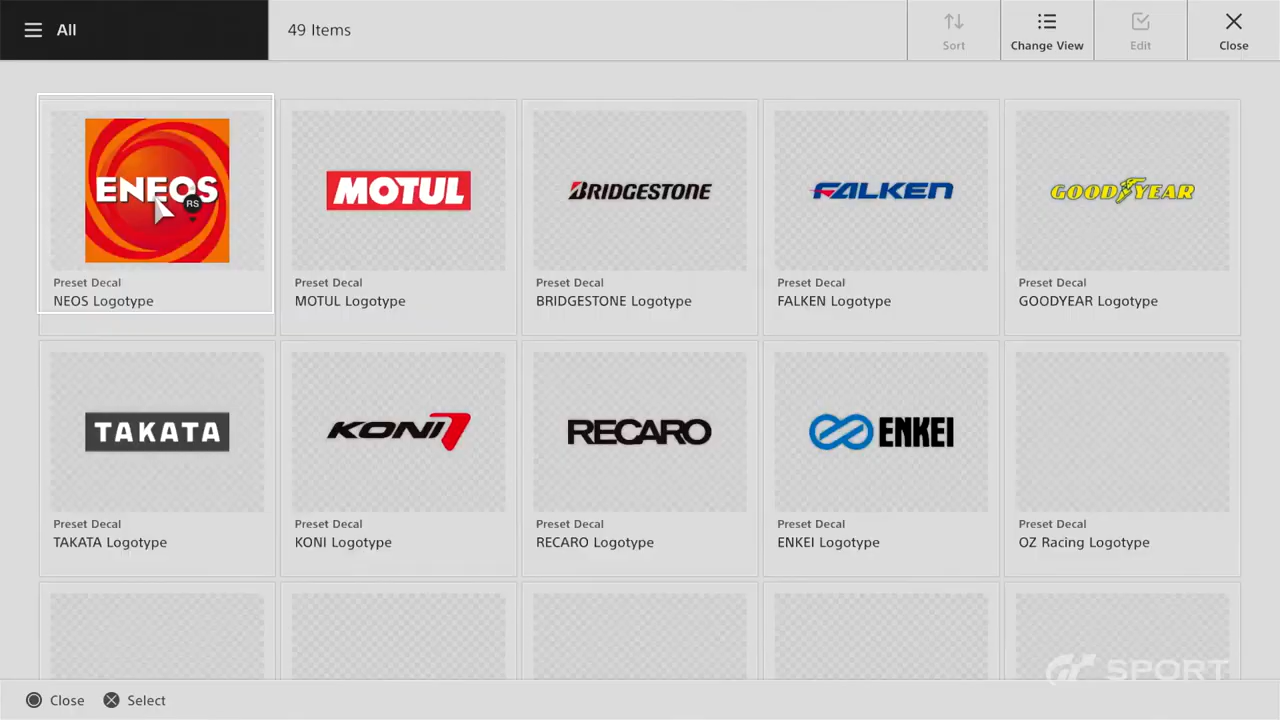 All
49 Items
Sort
Change View
Edit
Close
ENEOS
RS
MOTUL
BRIDGESTONE
FALKEN
GOODYEAR
Preset Decal
NEOS Logotype
Preset Decal
MOTUL Logotype
Preset Decal
BRIDGESTONE Logotype
Preset Decal
FALKEN Logotype
Preset Decal
GOODYEAR Logotype
TAKATA
KONI
RECARO
ENKEI
Preset Decal
TAKATA Logotype
Preset Decal
KONI Logotype
Preset Decal
RECARO Logotype
Preset Decal
ENKEI Logotype
Preset Decal
OZ Racing Logotype
GT SPORT
Close
Select